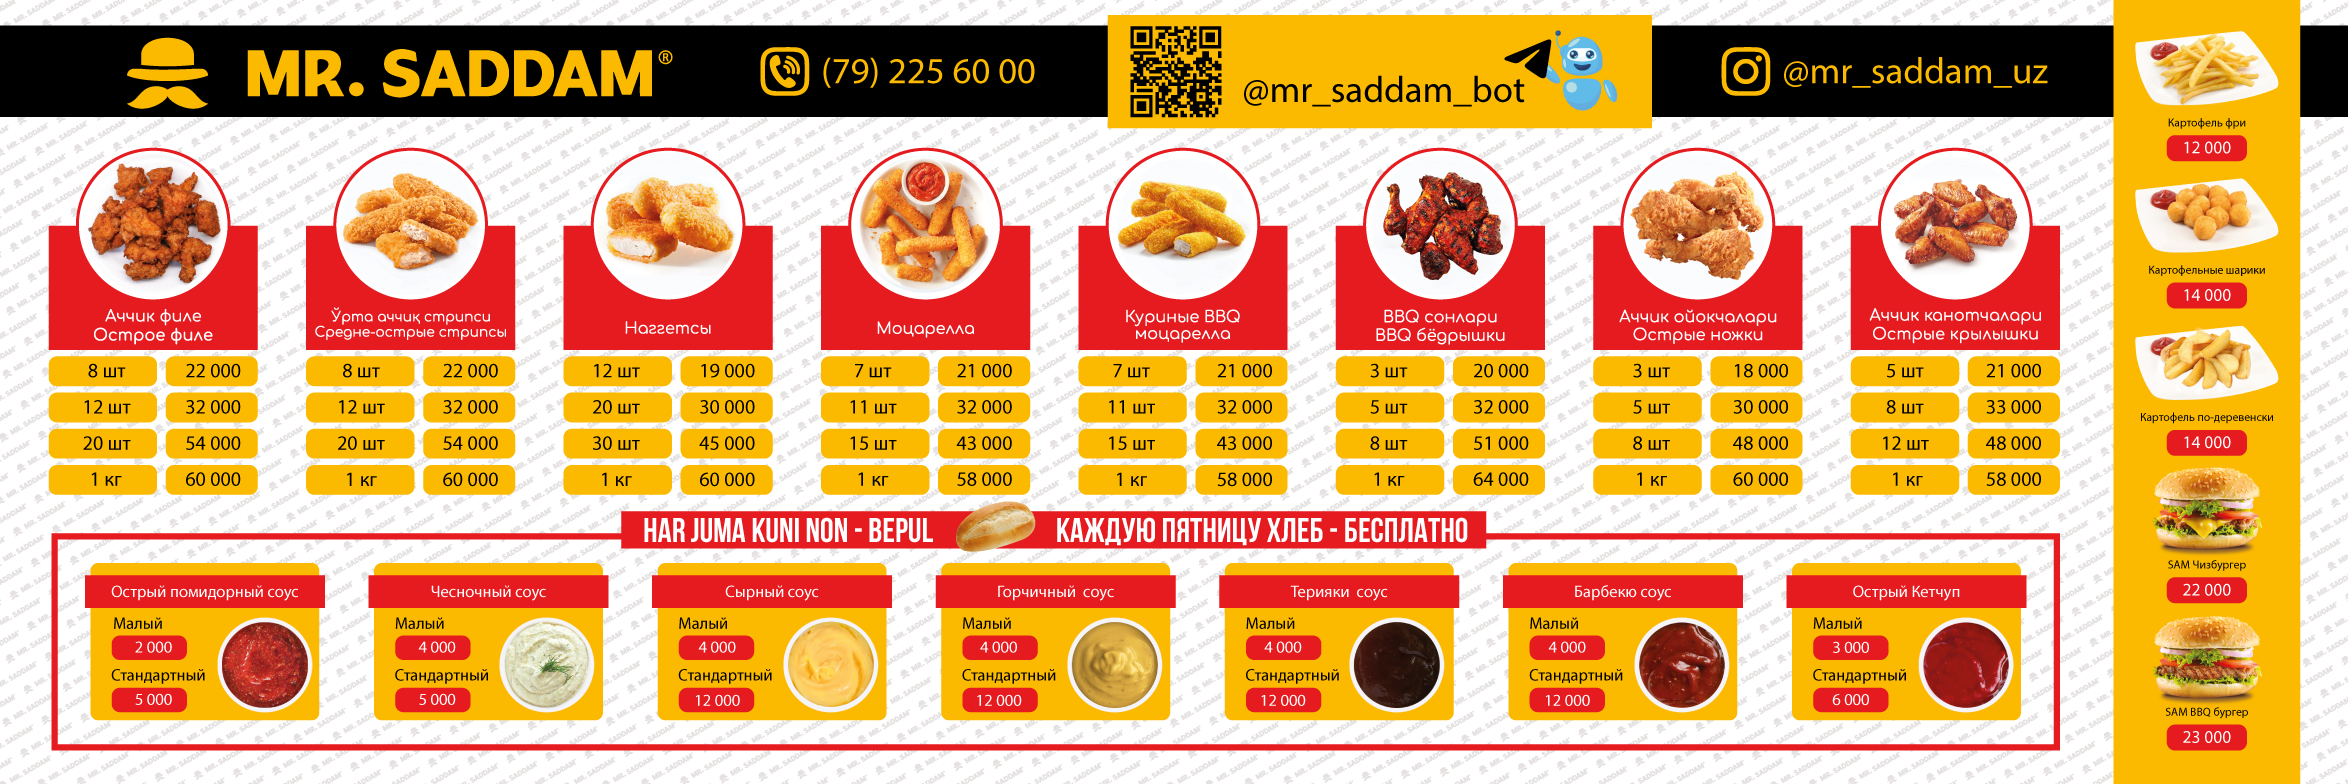 MR. SADDAM®
(79) 225 60 00
@mr_saddam_bot
@mr_saddam_uz
Аччик филе
Острое филе
8 шт 22 000
12 шт 32 000
20 шт 54 000
1 кг 60 000
Ўрта аччиқ стрипси
Средне-острые стрипсы
8 шт 22 000
12 шт 32 000
20 шт 54 000
1 кг 60 000
Наггетсы
12 шт 19 000
20 шт 30 000
30 шт 45 000
1 кг 60 000
Моцарелла
7 шт 21 000
11 шт 32 000
15 шт 43 000
1 кг 58 000
Куриные BBQ
моцарелла
7 шт 21 000
11 шт 32 000
15 шт 43 000
1 кг 58 000
BBQ сонлари
BBQ бёдрышки
3 шт 20 000
5 шт 32 000
8 шт 51 000
1 кг 64 000
Аччик ойокчалари
Острые ножки
3 шт 18 000
5 шт 30 000
8 шт 48 000
1 кг 60 000
Аччик канотчалари
Острые крылышки
5 шт 21 000
8 шт 33 000
12 шт 48 000
1 кг 58 000
HAR JUMA KUNI NON - BEPUL
КАЖДУЮ ПЯТНИЦУ ХЛЕБ - БЕСПЛАТНО
Острый помидорный соус
Малый
2 000
Стандартный
5 000
Чесночный соус
Малый
4 000
Стандартный
5 000
Сырный соус
Малый
4 000
Стандартный
12 000
Горчичный соус
Малый
4 000
Стандартный
12 000
Терияки соус
Малый
4 000
Стандартный
12 000
Барбекю соус
Малый
4 000
Стандартный
12 000
Острый Кетчуп
Малый
3 000
Стандартный
6 000
Картофель фри
12 000
Картофельные шарики
14 000
Картофель по-деревенски
14 000
SAM Чизбургер
22 000
SAM BBQ бургер
23 000